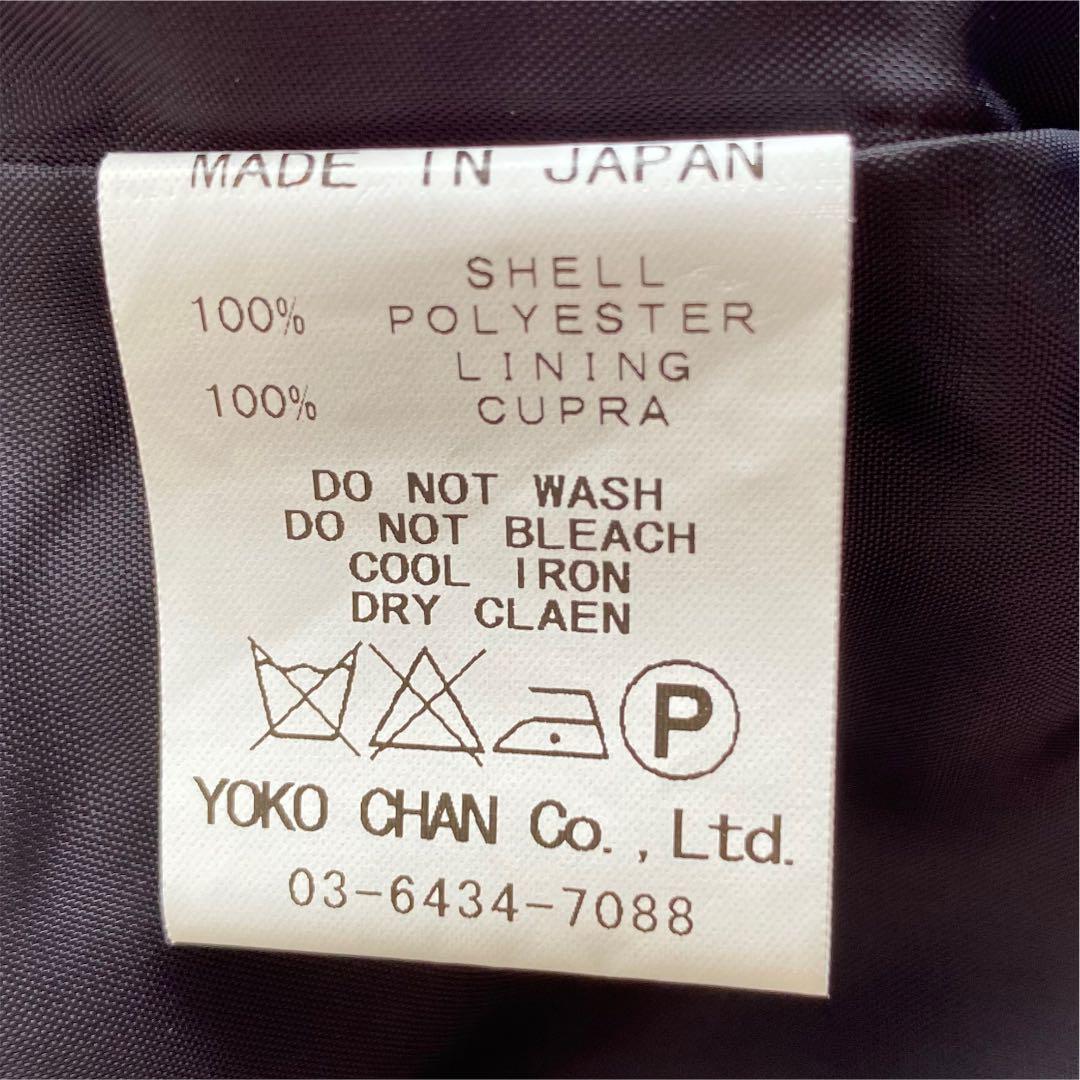 MADE IN JAPAN
SHELL
100% POLYESTER
LINING
100% CUPRA
DO NOT WASH
DO NOT BLEACH
COOL IRON
DRY CLAEN
P
YOKO CHAN Co., Ltd.
03-6434-7088